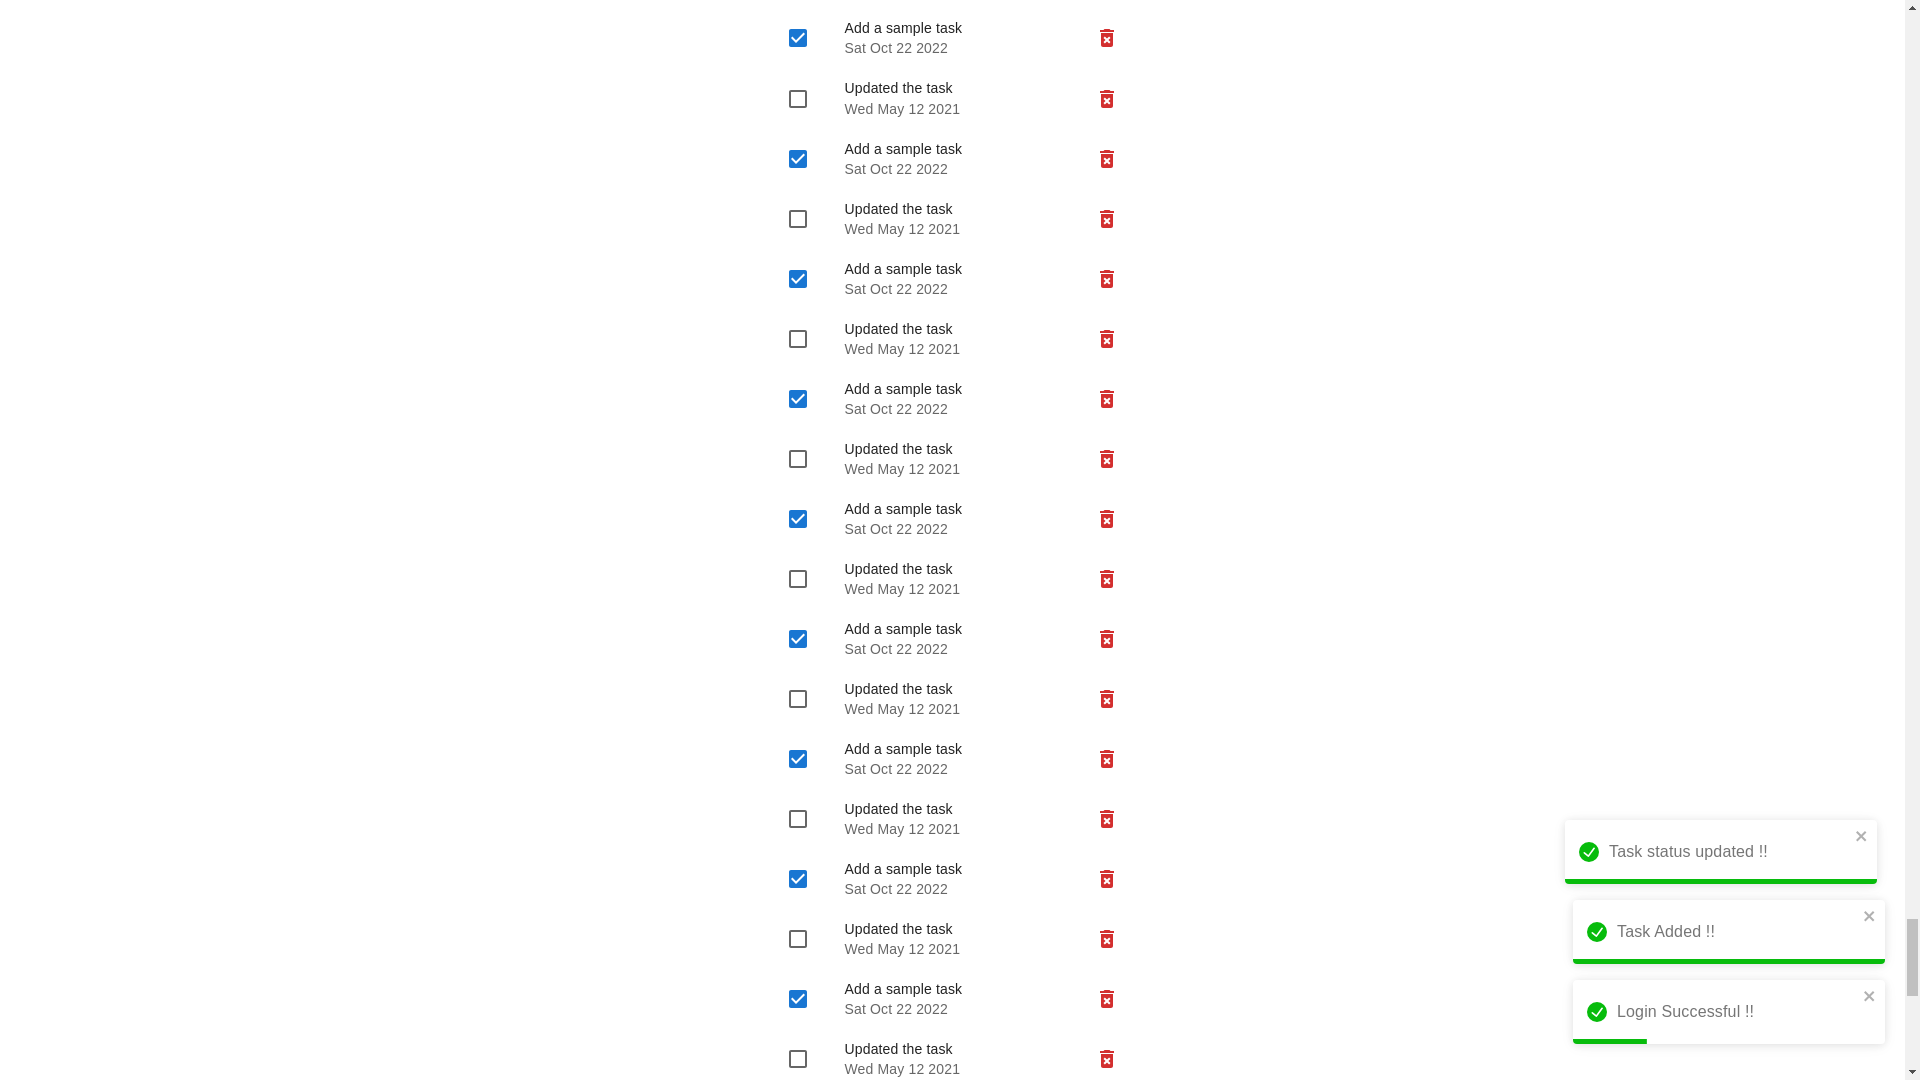 Add a sample task
Sat Oct 22 2022
Updated the task
Wed May 12 2021
Add a sample task
Sat Oct 22 2022
Updated the task
Wed May 12 2021
Add a sample task
Sat Oct 22 2022
Updated the task
Wed May 12 2021
Add a sample task
Sat Oct 22 2022
Updated the task
Wed May 12 2021
Add a sample task
Sat Oct 22 2022
Updated the task
Wed May 12 2021
Add a sample task
Sat Oct 22 2022
Updated the task
Wed May 12 2021
Add a sample task
Sat Oct 22 2022
Updated the task
Wed May 12 2021
Add a sample task
Sat Oct 22 2022
Updated the task
Wed May 12 2021
Add a sample task
Sat Oct 22 2022
Updated the task
Wed May 12 2021
Task status updated !!
Task Added !!
Login Successful !!